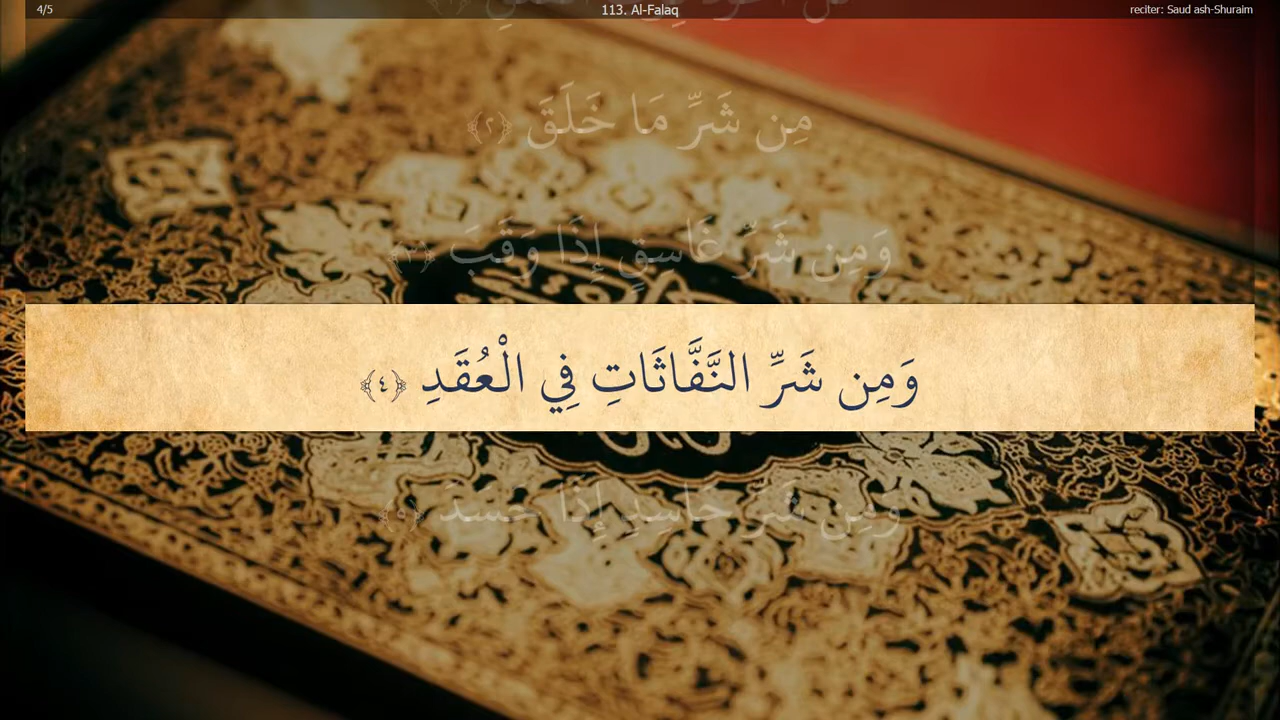 4/5
113. Al-Falaq
reciter: Saud ash-Shuraim
مِن شَرِّ مَا خَلَقَ ﴿٢﴾
وَمِن شَرِّ غَاسِقٍ إِذَا وَقَبَ ﴿٣﴾
وَمِن شَرِّ النَّفَّاثَاتِ فِي الْعُقَدِ ﴿٤﴾
وَمِن شَرِّ حَاسِدٍ إِذَا حَسَدَ ﴿٥﴾